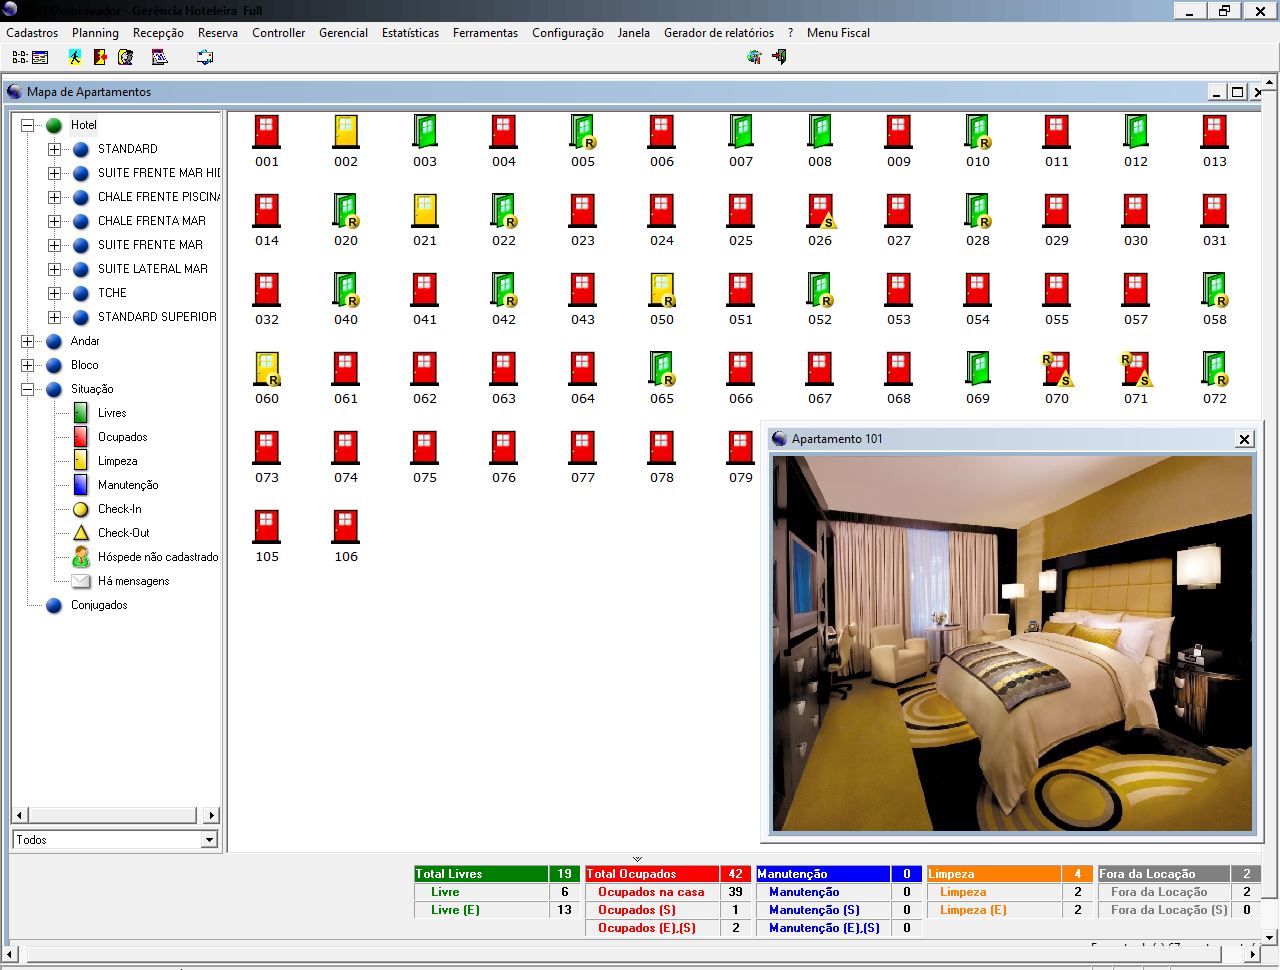 Desbravador - Gerência Hoteleira Full
Cadastros Planning Recepção Reserva Controller Gerencial Estatísticas Ferramentas Configuração Janela Gerador de relatórios ? Menu Fiscal
Mapa de Apartamentos
Hotel
STANDARD
SUITE FRENTE MAR HI
CHALE FRENTE PISCINA
CHALE FRENTA MAR
SUITE FRENTE MAR
SUITE LATERAL MAR
TCHE
STANDARD SUPERIOR
Andar
Bloco
Situação
Livres
Ocupados
Limpeza
Manutenção
Check-In
Check-Out
Hóspede não cadastrado
Há mensagens
Conjugados
Todos
R R
001 002 003 004 005 006 007 008 009 010 011 012 013
R R S R
014 020 021 022 023 024 025 026 027 028 029 030 031
R R R R R
032 040 041 042 043 050 051 052 053 054 055 057 058
R R R S R S R
060 061 062 063 064 065 066 067 068 069 070 071 072
073 074 075 076 077 078 079
105 106
Apartamento 101
Total Livres 19
Livre 6
Livre (E) 13
Total Ocupados 42
Ocupados na casa 39
Ocupados (S) 1
Ocupados (E),(S) 2
Manutenção 0
Manutenção 0
Manutenção (S) 0
Manutenção (E),(S) 0
Limpeza 4
Limpeza 2
Limpeza (E) 2
Fora da Locação 2
Fora da Locação 2
Fora da Locação (S) 0